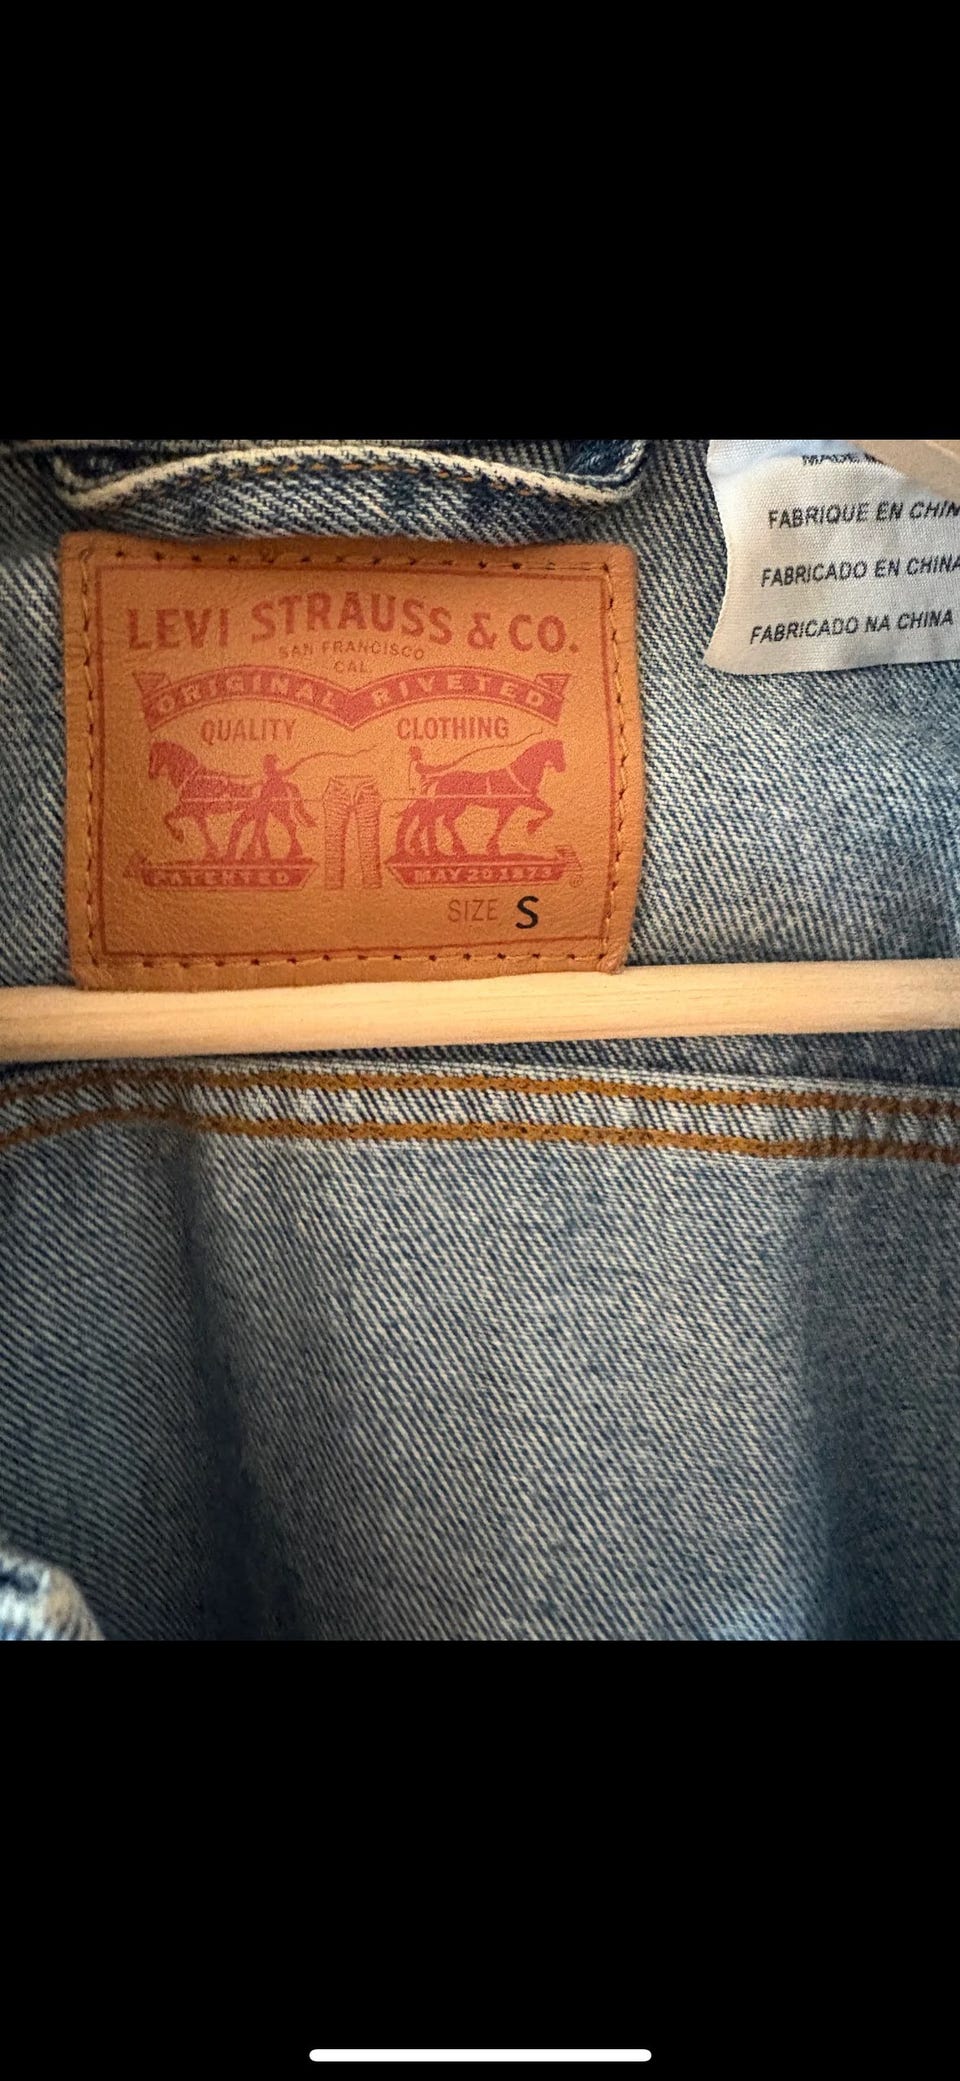 LEVI STRAUSS & CO.
SAN FRANCISCO
CAL
ORIGINAL RIVETED
QUALITY CLOTHING
PATENTED MAY 20 1873
SIZE S
FABRIQUE EN
FABRICADO EN CHINA
FABRICADO NA CHINA